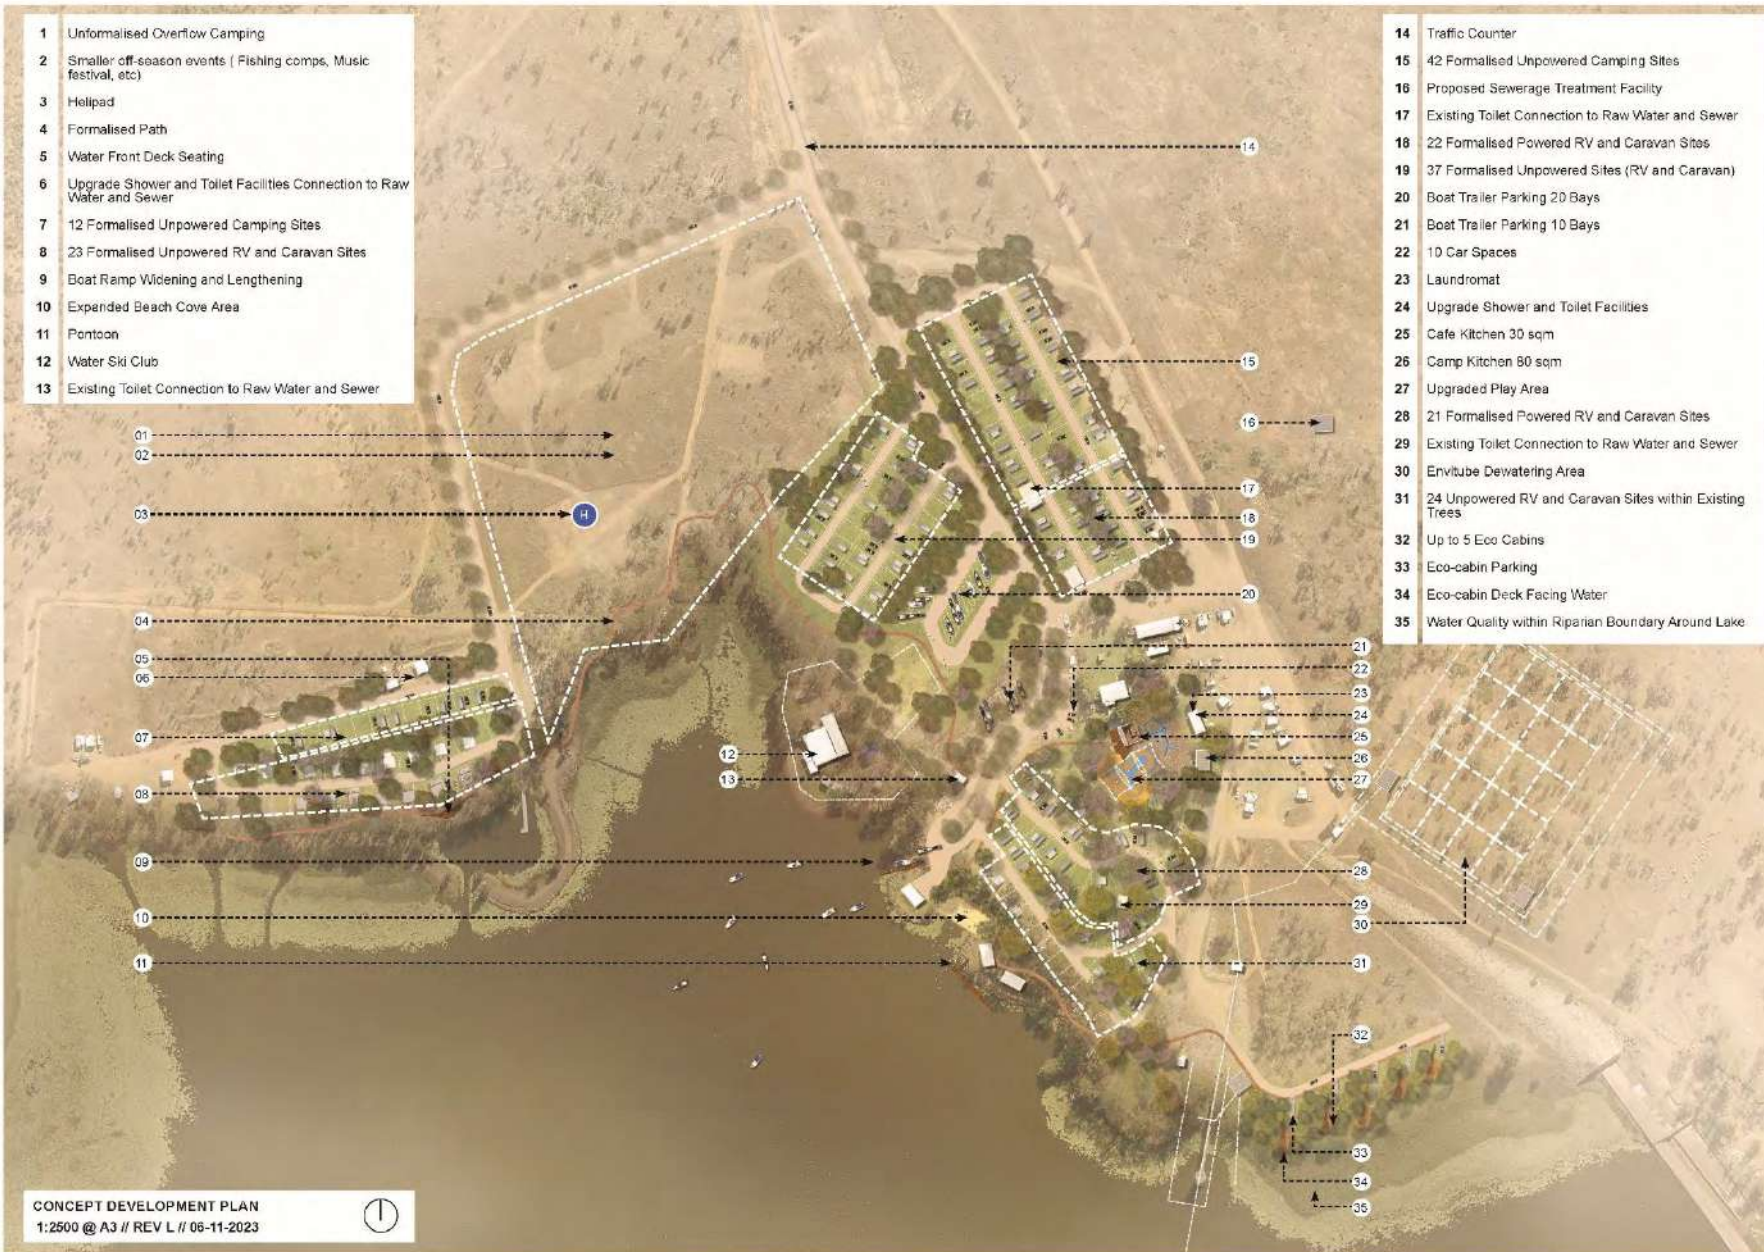 1 Unformalised Overflow Camping
2 Smaller off-season events ( Fishing comps, Music
festival, etc)
3 Helipad
4 Formalised Path
5 Water Front Deck Seating
6 Upgrade Shower and Toilet Facilities Connection to Raw
Water and Sewer
7 12 Formalised Unpowered Camping Sites
8 23 Formalised Unpowered RV and Caravan Sites
9 Boat Ramp Widening and Lengthening
10 Expanded Beach Cove Area
11 Pontoon
12 Water Ski Club
13 Existing Toilet Connection to Raw Water and Sewer
14 Traffic Counter
15 42 Formalised Unpowered Camping Sites
16 Proposed Sewerage Treatment Facility
17 Existing Toilet Connection to Raw Water and Sewer
18 22 Formalised Powered RV and Caravan Sites
19 37 Formalised Unpowered Sites (RV and Caravan)
20 Boat Trailer Parking 20 Bays
21 Boat Trailer Parking 10 Bays
22 10 Car Spaces
23 Laundromat
24 Upgrade Shower and Toilet Facilities
25 Cafe Kitchen 30 sqm
26 Camp Kitchen 80 sqm
27 Upgraded Play Area
28 21 Formalised Powered RV and Caravan Sites
29 Existing Toilet Connection to Raw Water and Sewer
30 Envitube Dewatering Area
31 24 Unpowered RV and Caravan Sites within Existing
Trees
32 Up to 5 Eco Cabins
33 Eco-cabin Parking
34 Eco-cabin Deck Facing Water
35 Water Quality within Riparian Boundary Around Lake
01
02
03
H
04
05
06
07
08
09
10
11
12
13
14
15
16
17
18
19
20
21
22
23
24
25
26
27
28
29
30
31
32
33
34
35
CONCEPT DEVELOPMENT PLAN
1:2500 @ A3 // REV L // 06-11-2023